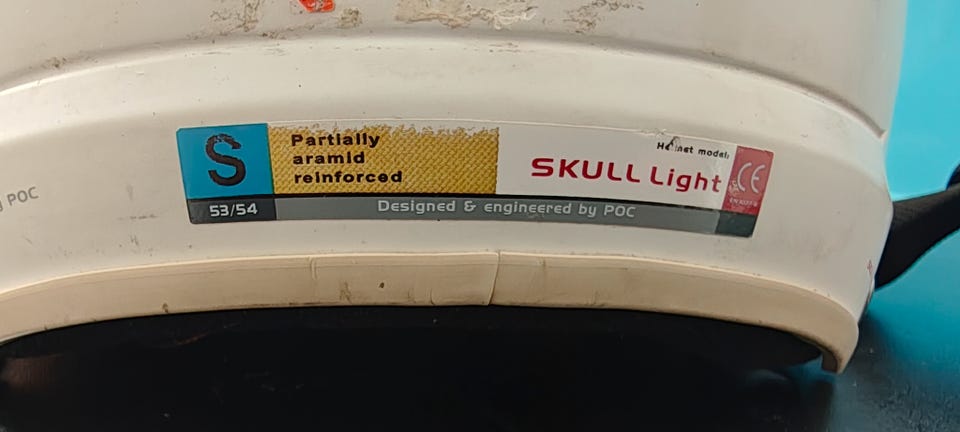 POC
S
53/54
Partially
aramid
reinforced
Helmet model:
SKULL Light
CE
Designed & engineered by POC